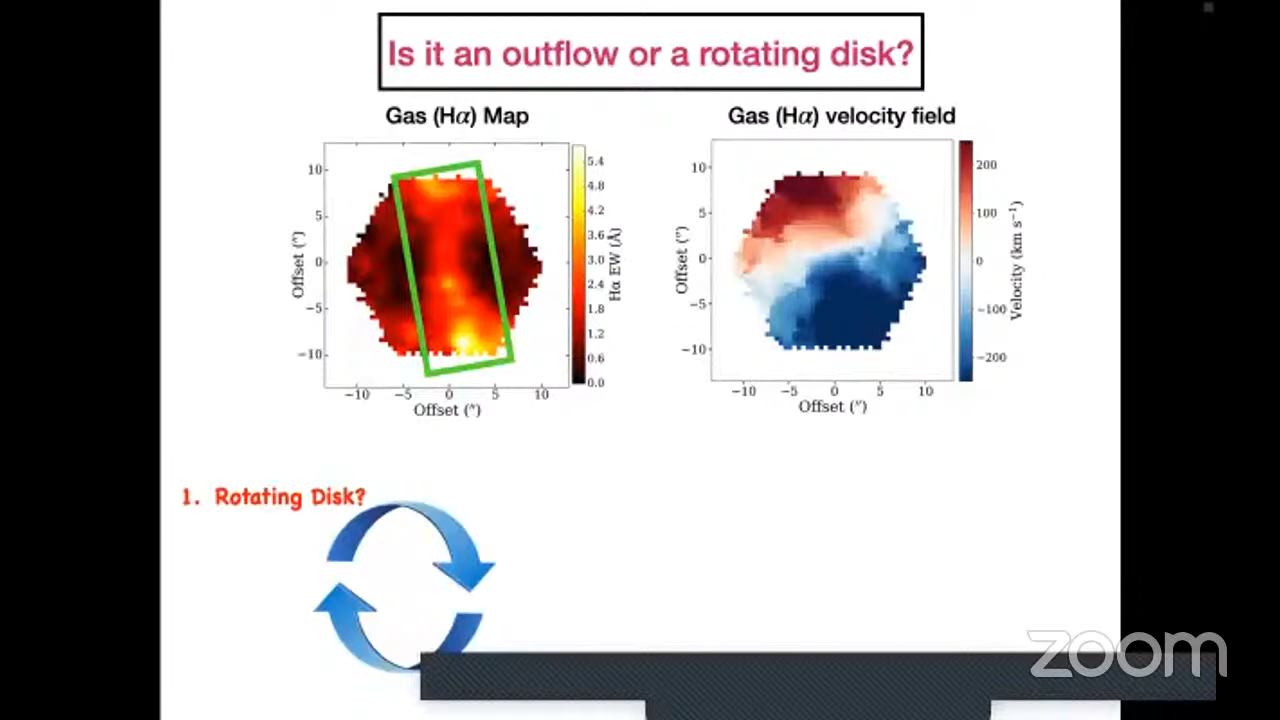 Is it an outflow or a rotating disk?
Gas (Hα) Map
Gas (Hα) velocity field
10
5
0
−5
−10
−10 −5 0 5 10
Offset (″)
Offset (″)
5.4
4.8
4.2
3.6
3.0
2.4
1.8
1.2
0.6
0.0
Hα EW (Å)
10
5
0
−5
−10
−10 −5 0 5 10
Offset (″)
Offset (″)
200
100
0
−100
−200
Velocity (km s⁻¹)
1. Rotating Disk?
zoom